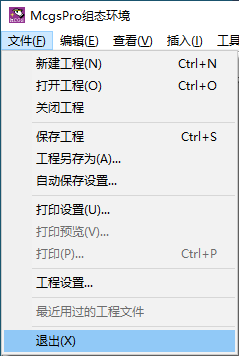 McgsPro组态环境
文件(F) 编辑(E) 查看(V) 插入(I) 工具
新建工程(N) Ctrl+N
打开工程(O) Ctrl+O
关闭工程
保存工程 Ctrl+S
工程另存为(A)...
自动保存设置...
打印设置(U)...
打印预览(V)...
打印(P)... Ctrl+P
工程设置...
最近用过的工程文件
退出(X)